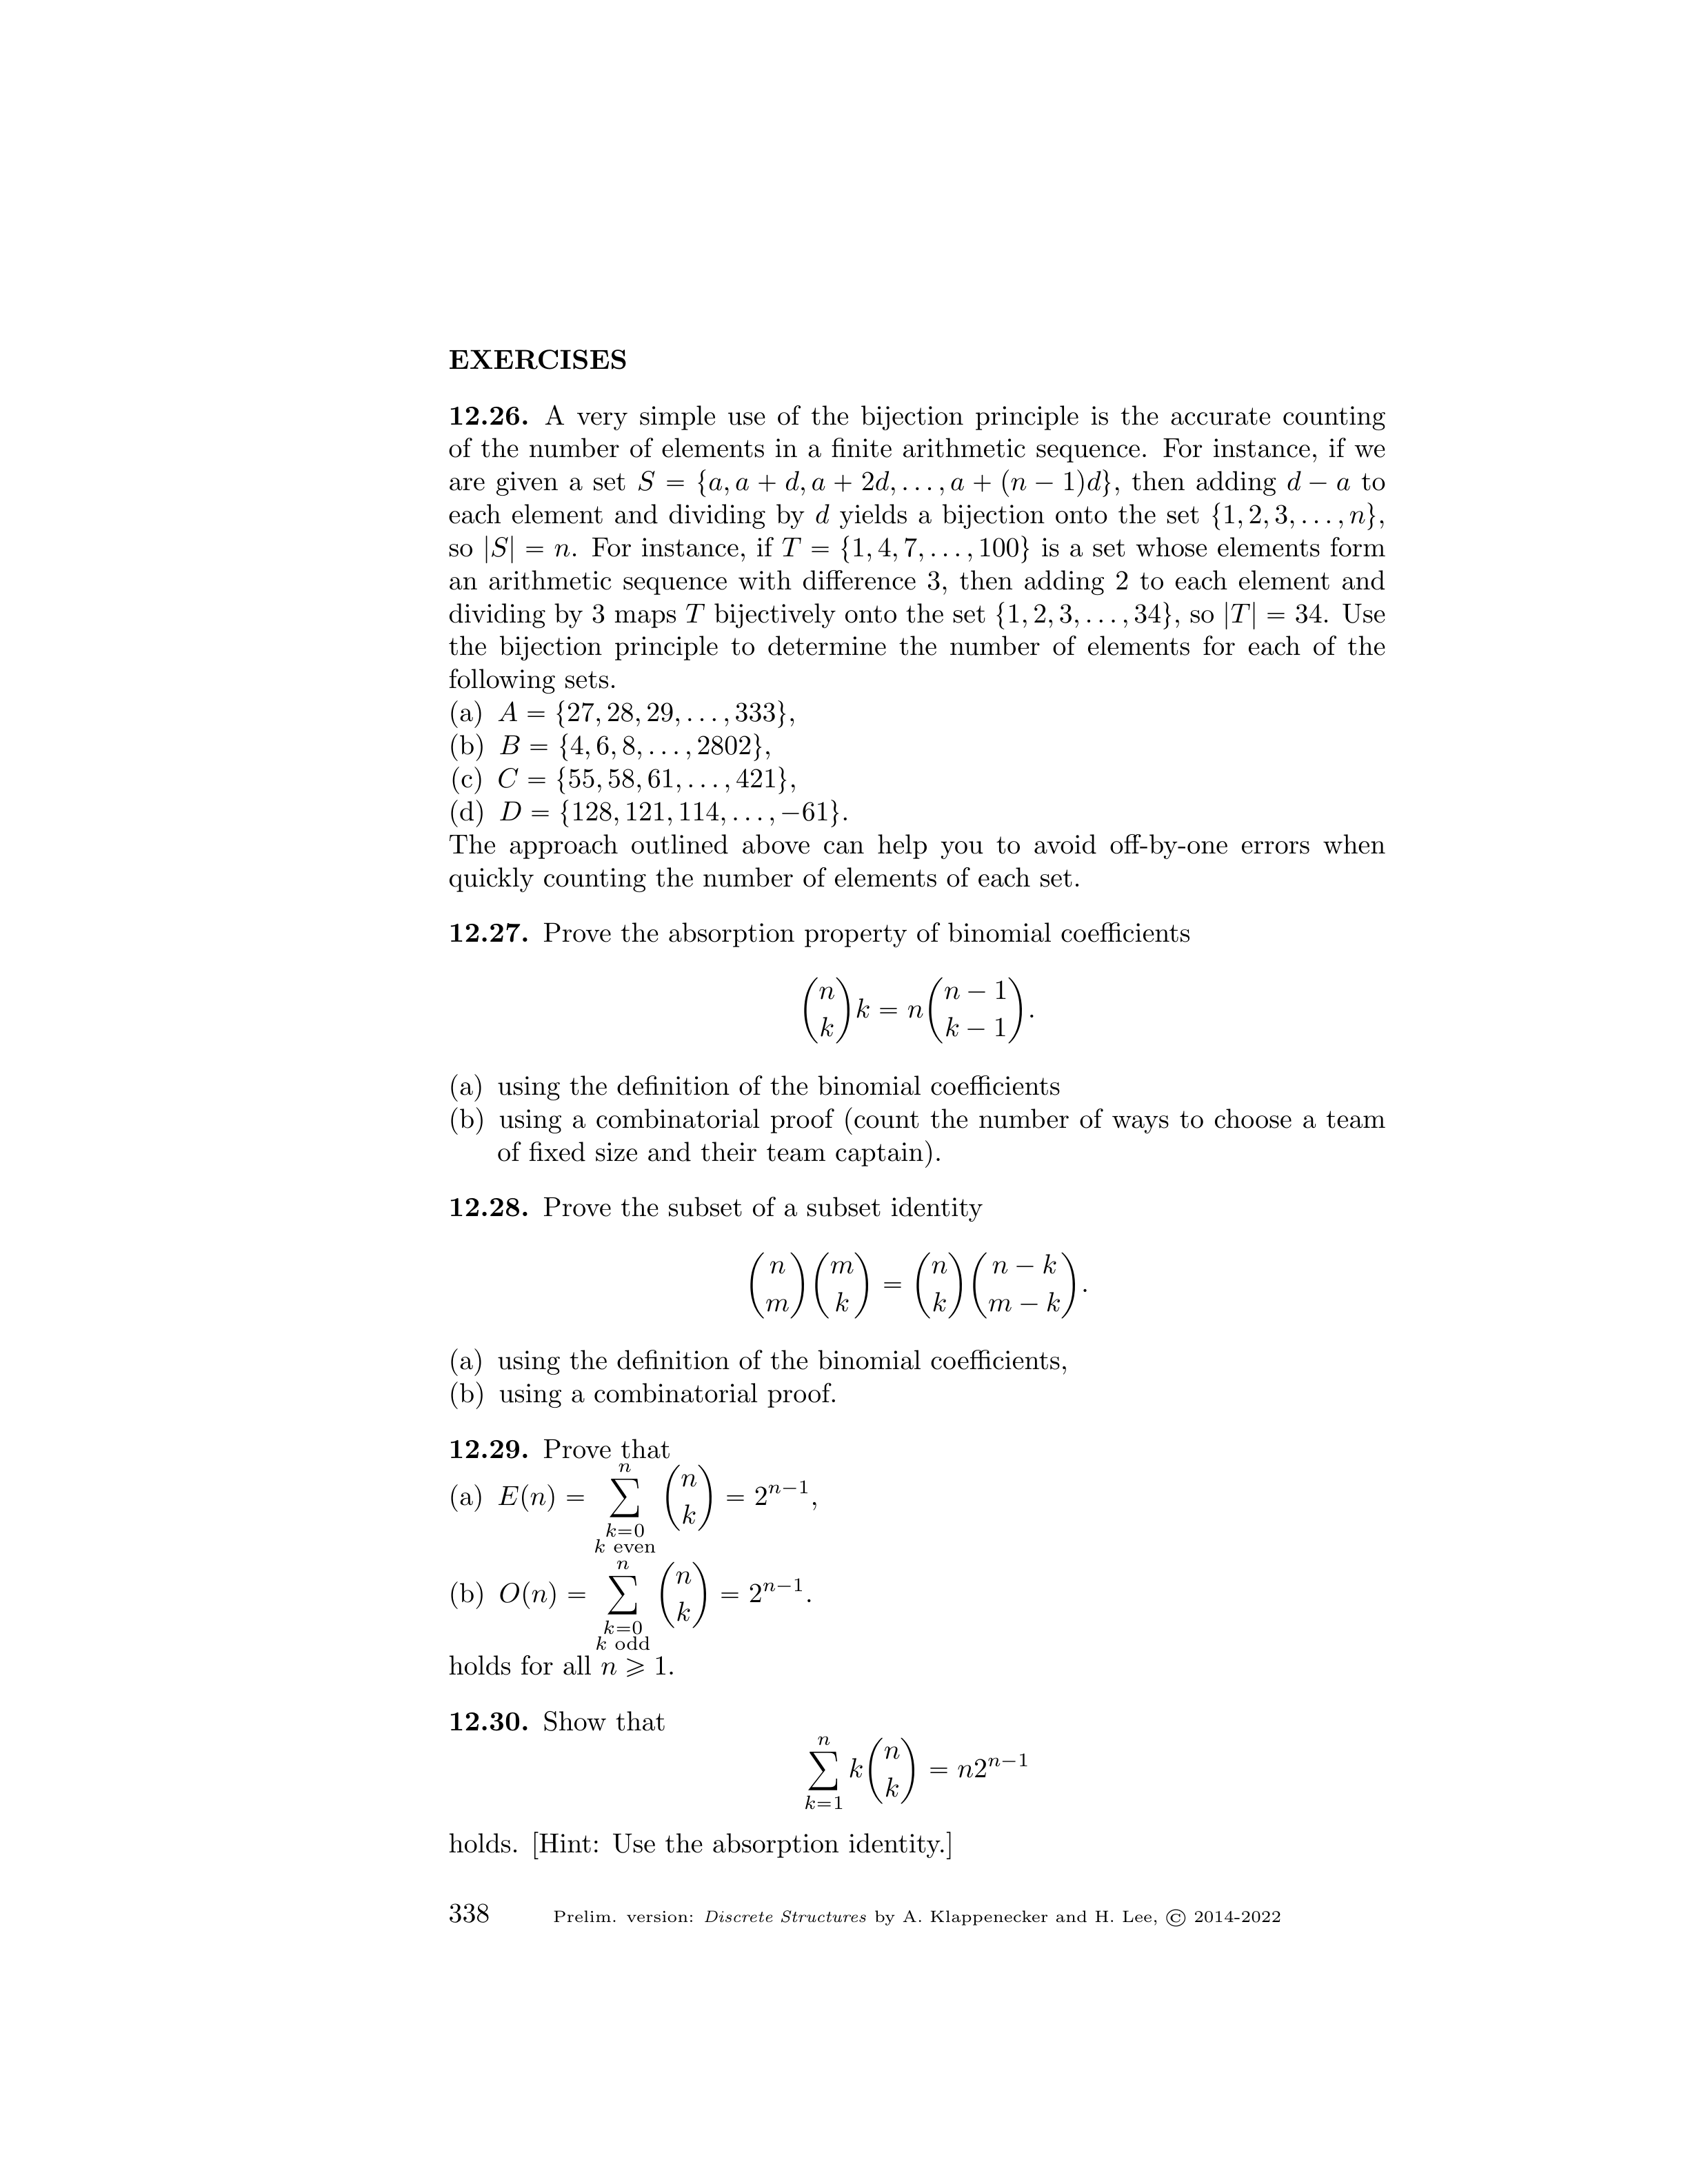 EXERCISES
12.26. A very simple use of the bijection principle is the accurate counting
of the number of elements in a finite arithmetic sequence. For instance, if we
are given a set S = {a, a + d, a + 2d, . . . , a + (n − 1)d}, then adding d − a to
each element and dividing by d yields a bijection onto the set {1, 2, 3, . . . , n},
so |S| = n. For instance, if T = {1, 4, 7, . . . , 100} is a set whose elements form
an arithmetic sequence with difference 3, then adding 2 to each element and
dividing by 3 maps T bijectively onto the set {1, 2, 3, . . . , 34}, so |T| = 34. Use
the bijection principle to determine the number of elements for each of the
following sets.
(a) A = {27, 28, 29, . . . , 333},
(b) B = {4, 6, 8, . . . , 2802},
(c) C = {55, 58, 61, . . . , 421},
(d) D = {128, 121, 114, . . . , −61}.
The approach outlined above can help you to avoid off-by-one errors when
quickly counting the number of elements of each set.
12.27. Prove the absorption property of binomial coefficients
\binom{n}{k} k = n \binom{n − 1}{k − 1}.
(a) using the definition of the binomial coefficients
(b) using a combinatorial proof (count the number of ways to choose a team
of fixed size and their team captain).
12.28. Prove the subset of a subset identity
\binom{n}{m} \binom{m}{k} = \binom{n}{k} \binom{n − k}{m − k}.
(a) using the definition of the binomial coefficients,
(b) using a combinatorial proof.
12.29. Prove that
(a) E(n) = \sum_{k=0, k even}^{n} \binom{n}{k} = 2^{n−1},
(b) O(n) = \sum_{k=0, k odd}^{n} \binom{n}{k} = 2^{n−1}.
holds for all n ⩾ 1.
12.30. Show that
\sum_{k=1}^{n} k \binom{n}{k} = n2^{n−1}
holds. [Hint: Use the absorption identity.]
338 Prelim. version: Discrete Structures by A. Klappenecker and H. Lee, © 2014-2022